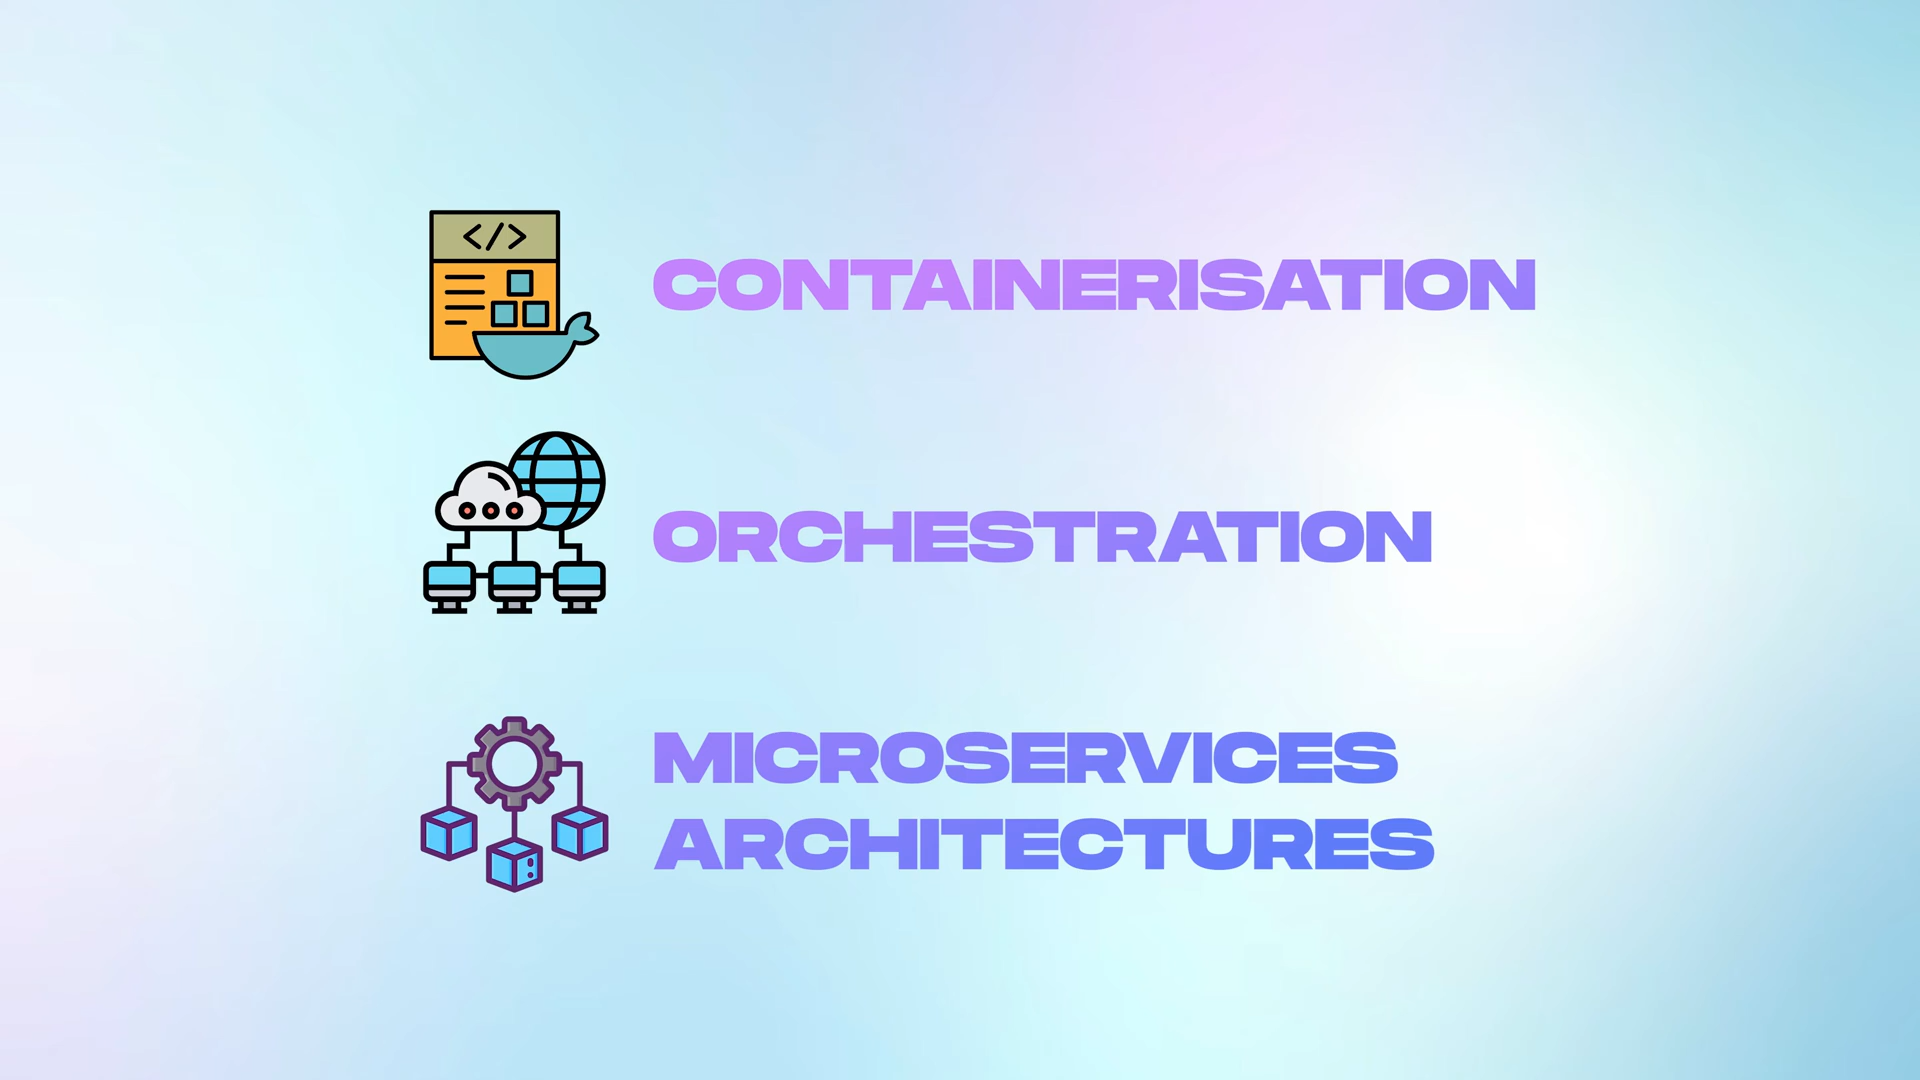 </>
CONTAINERISATION
ORCHESTRATION
MICROSERVICES
ARCHITECTURES